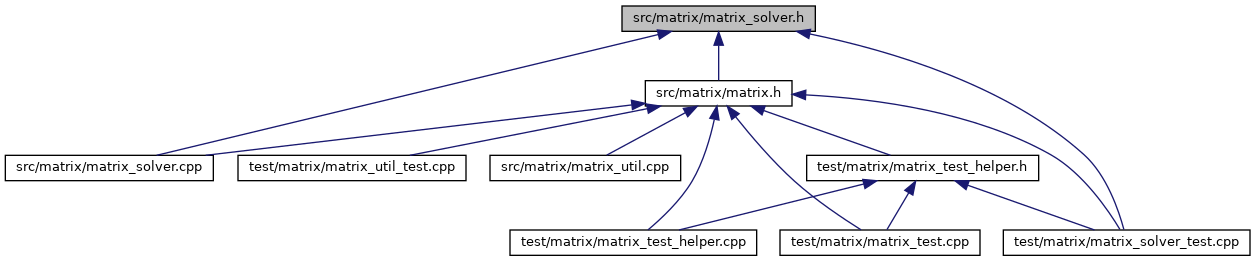 src/matrix/matrix_solver.h
src/matrix/matrix.h
src/matrix/matrix_solver.cpp
test/matrix/matrix_util_test.cpp
src/matrix/matrix_util.cpp
test/matrix/matrix_test_helper.h
test/matrix/matrix_test_helper.cpp
test/matrix/matrix_test.cpp
test/matrix/matrix_solver_test.cpp